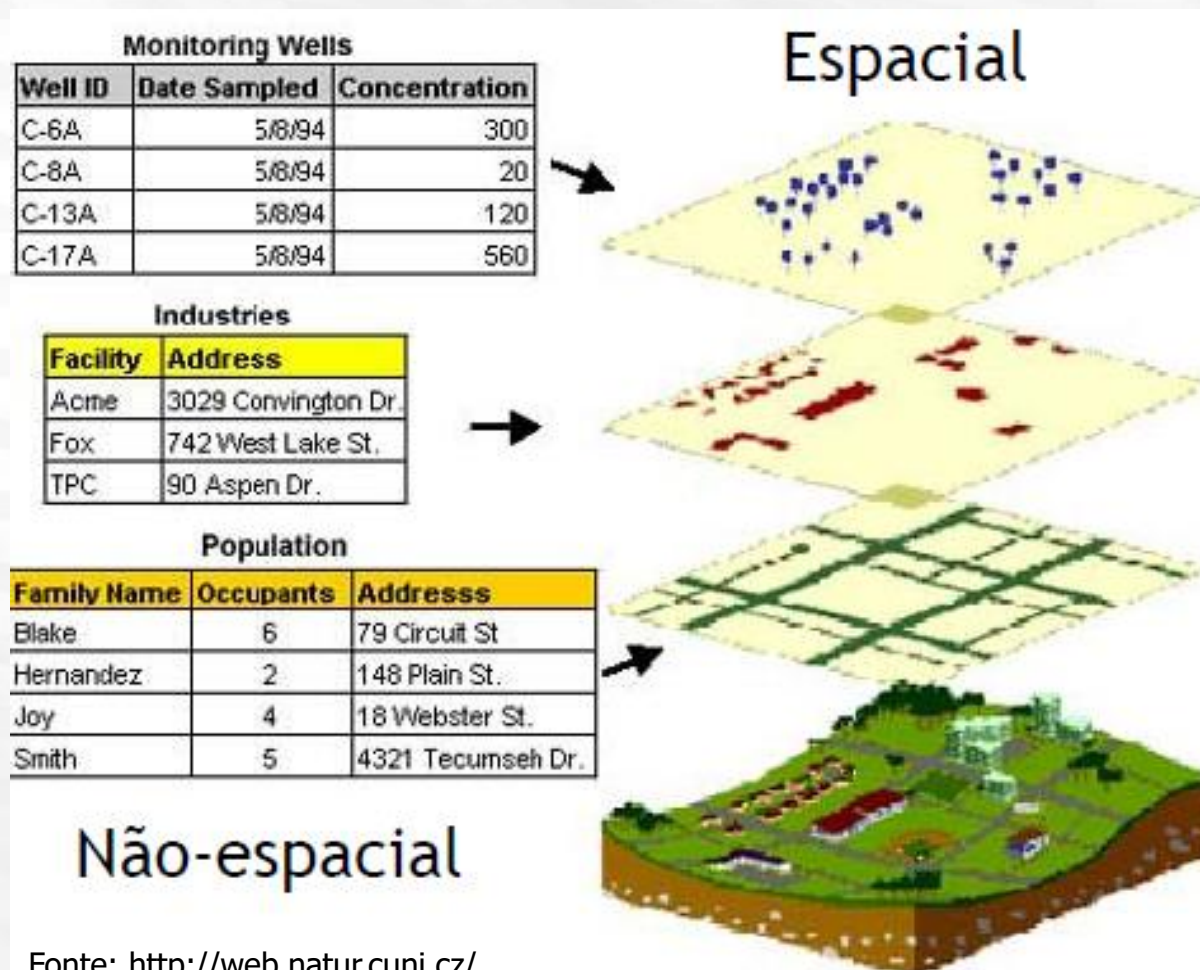 Monitoring Wells
Well ID Date Sampled Concentration
C-6A 5/8/94 300
C-8A 5/8/94 20
C-13A 5/8/94 120
C-17A 5/8/94 560
Espacial
Industries
Facility Address
Acme 3029 Convington Dr.
Fox 742 West Lake St.
TPC 90 Aspen Dr.
Population
Family Name Occupants Addresss
Blake 6 79 Circuit St
Hernandez 2 148 Plain St.
Joy 4 18 Webster St.
Smith 5 4321 Tecumseh Dr.
Não-espacial
Fonte: http://web.natur.cuni.cz/